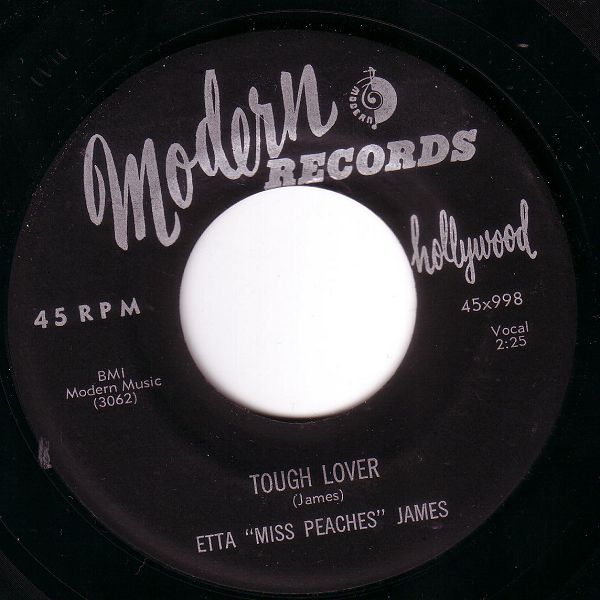 Modern
MODERN
RECORDS
hollywood
45 RPM
45x998
Vocal
2:25
BMI
Modern Music
(3062)
TOUGH LOVER
(James)
ETTA "MISS PEACHES" JAMES